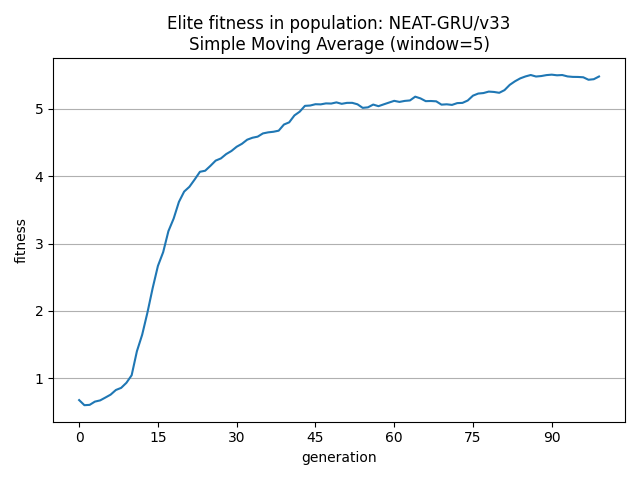 Elite fitness in population: NEAT-GRU/v33
Simple Moving Average (window=5)
fitness
5
4
3
2
1
0 15 30 45 60 75 90
generation